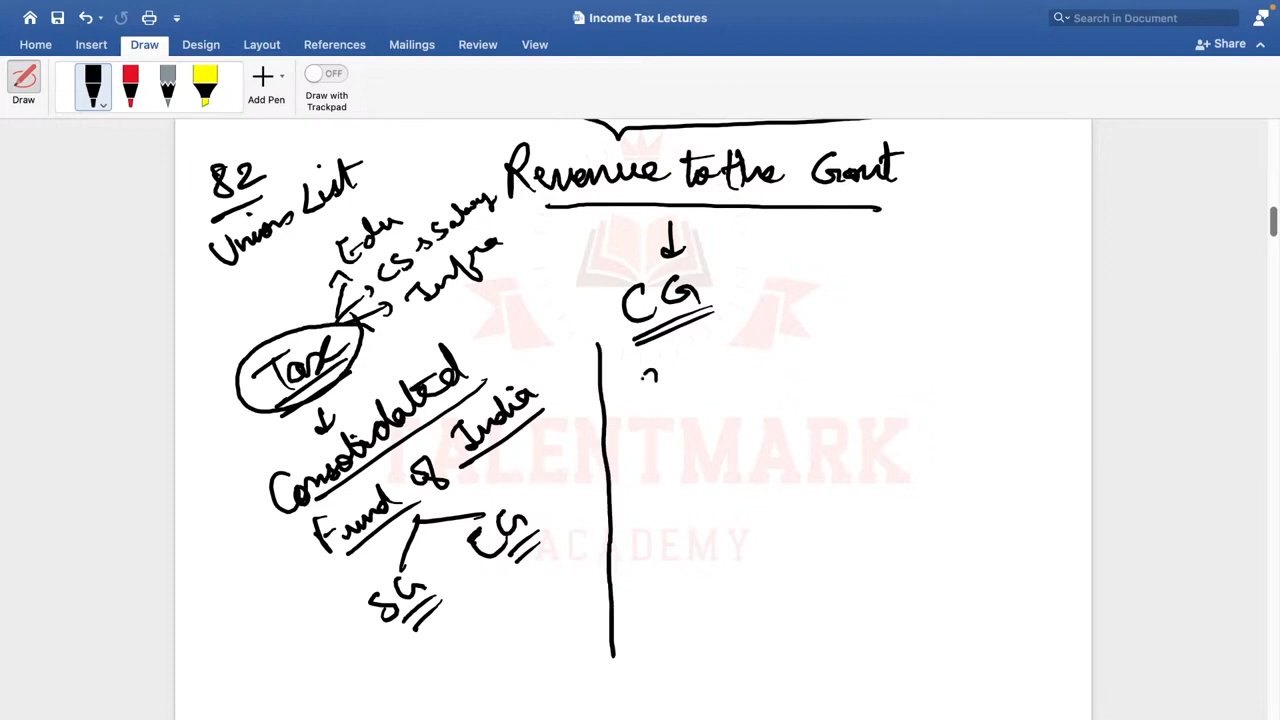 Income Tax Lectures
Search in Document
Home Insert Draw Design Layout References Mailings Review View
Share
Draw
Add Pen
OFF
Draw with
Trackpad
Revenue to the Govt
82
Union List
Edu
CS → Salary
Infra
CG
Tax
Consolidated
Fund of India
CG
SG
TALENTMARK
ACADEMY